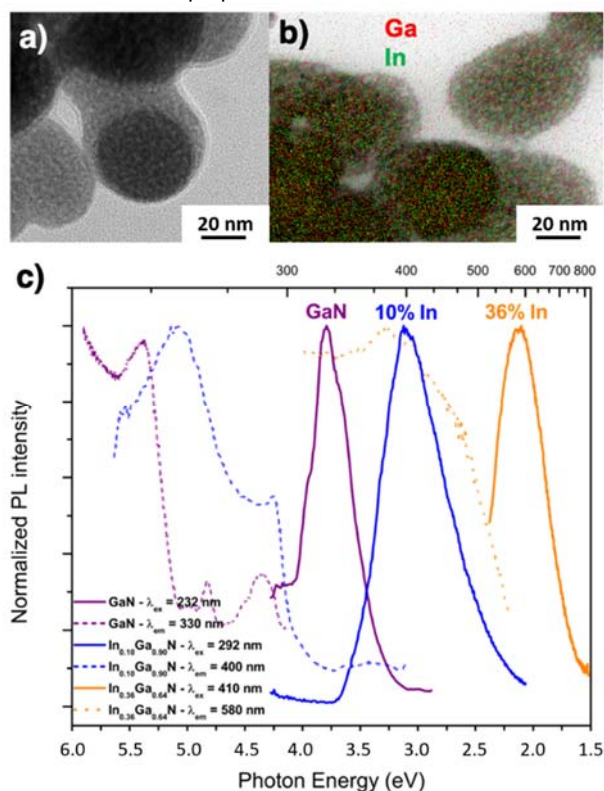 a)
20 nm
b)
Ga
In
20 nm
c)
300 400 500 600 700 800
GaN 10% In 36% In
Normalized PL intensity
GaN - λex = 232 nm
GaN - λem = 330 nm
In0.10Ga0.90N - λex = 292 nm
In0.10Ga0.90N - λem = 400 nm
In0.36Ga0.64N - λex = 410 nm
In0.36Ga0.64N - λem = 580 nm
6.0 5.5 5.0 4.5 4.0 3.5 3.0 2.5 2.0 1.5
Photon Energy (eV)